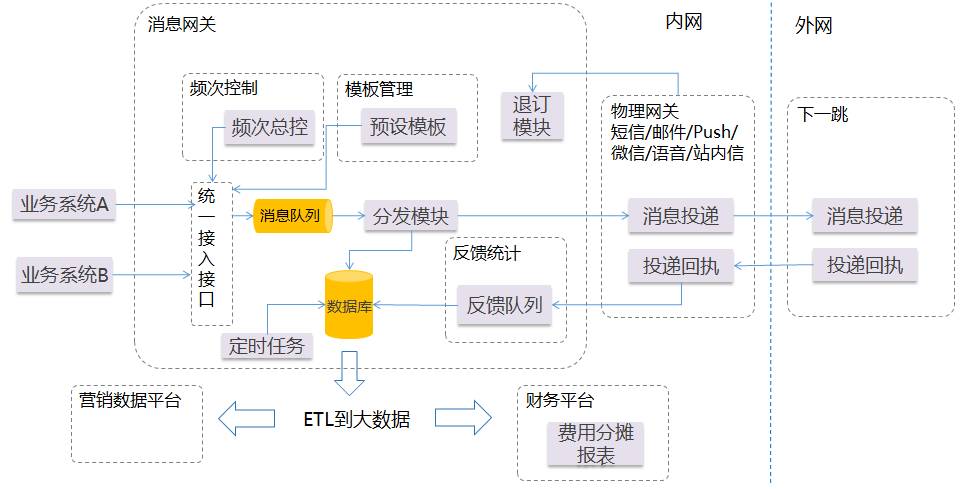 消息网关
内网
外网
频次控制
频次总控
模板管理
预设模板
退订
模块
物理网关
短信/邮件/Push/
微信/语音/站内信
下一跳
业务系统A
业务系统B
统一接入接口
消息队列
分发模块
消息投递
消息投递
投递回执
投递回执
反馈统计
反馈队列
数据库
定时任务
营销数据平台
ETL到大数据
财务平台
费用分摊
报表